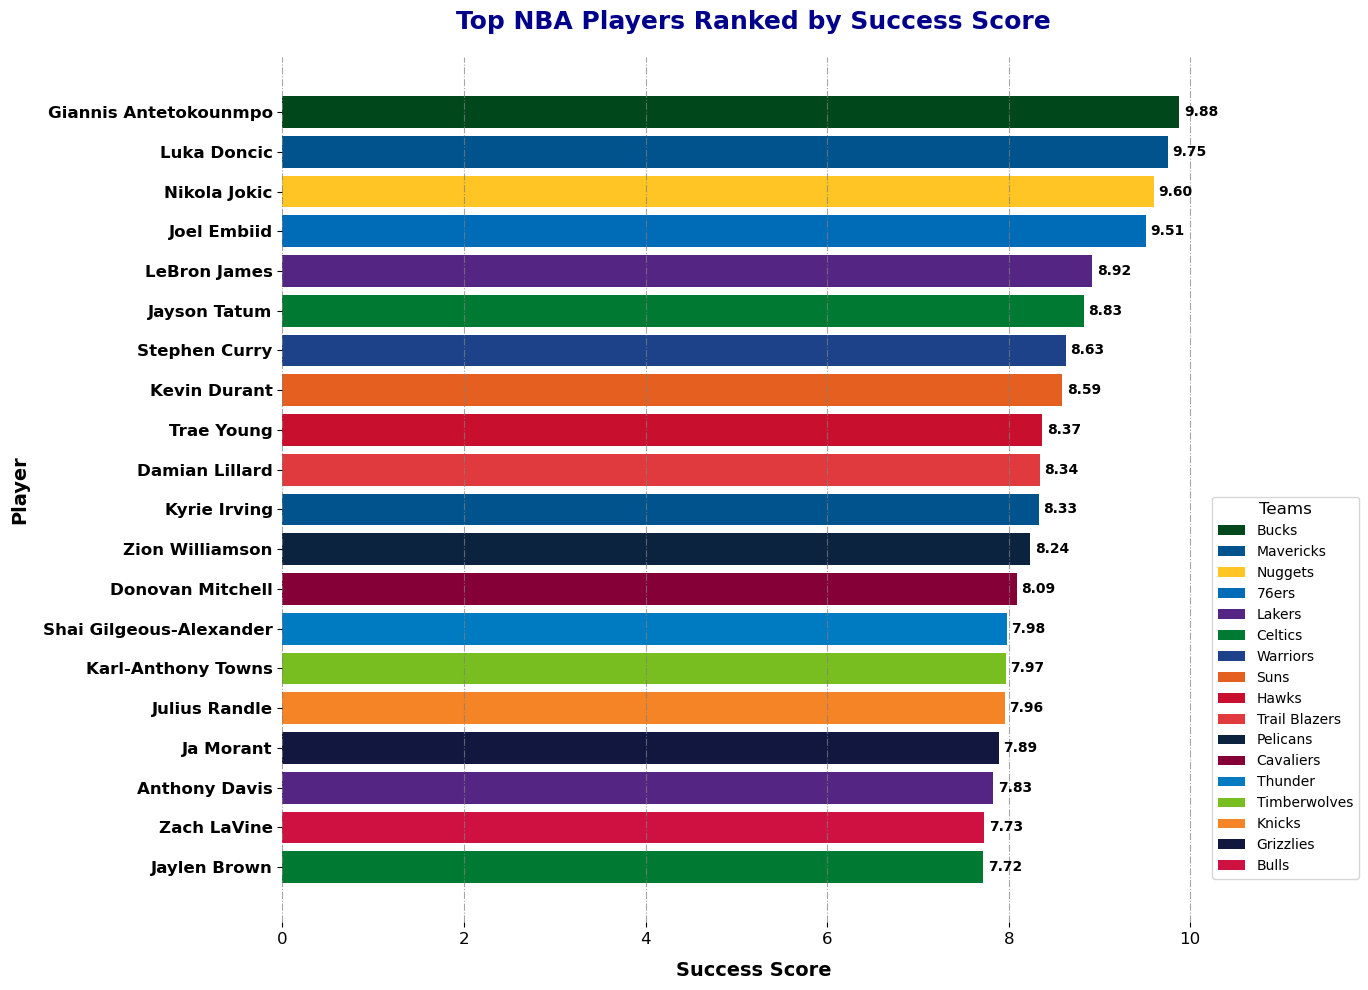 Top NBA Players Ranked by Success Score
Player
Giannis Antetokounmpo 9.88
Luka Doncic 9.75
Nikola Jokic 9.60
Joel Embiid 9.51
LeBron James 8.92
Jayson Tatum 8.83
Stephen Curry 8.63
Kevin Durant 8.59
Trae Young 8.37
Damian Lillard 8.34
Kyrie Irving 8.33
Zion Williamson 8.24
Donovan Mitchell 8.09
Shai Gilgeous-Alexander 7.98
Karl-Anthony Towns 7.97
Julius Randle 7.96
Ja Morant 7.89
Anthony Davis 7.83
Zach LaVine 7.73
Jaylen Brown 7.72
0 2 4 6 8 10
Success Score
Teams
Bucks
Mavericks
Nuggets
76ers
Lakers
Celtics
Warriors
Suns
Hawks
Trail Blazers
Pelicans
Cavaliers
Thunder
Timberwolves
Knicks
Grizzlies
Bulls